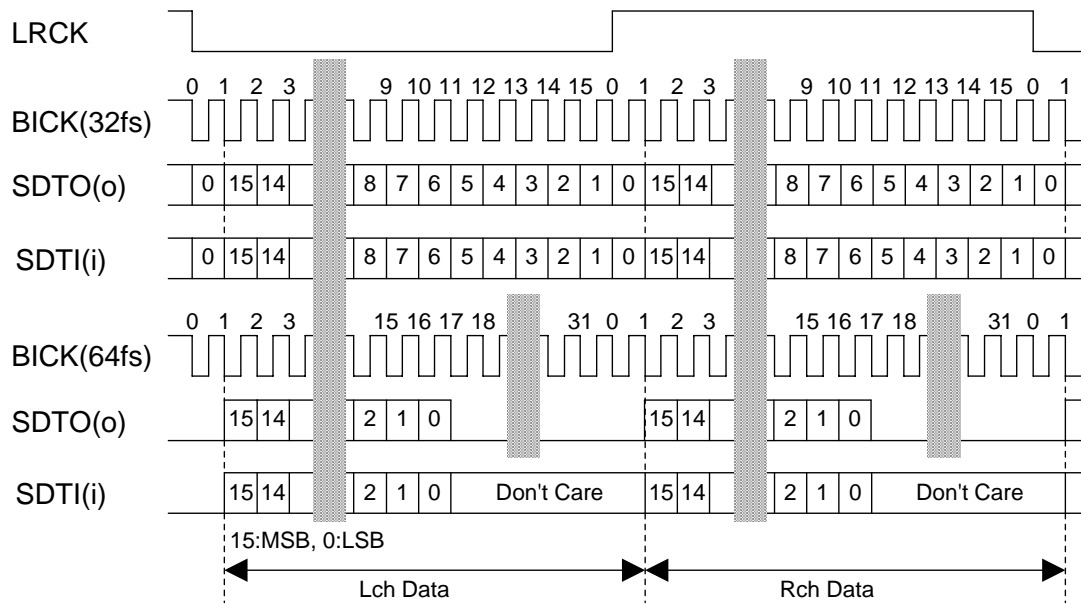 LRCK
0 1 2 3 9 10 11 12 13 14 15 0 1 2 3 9 10 11 12 13 14 15 0 1
BICK(32fs)
SDTO(o) 0 15 14 8 7 6 5 4 3 2 1 0 15 14 8 7 6 5 4 3 2 1 0
SDTI(i) 0 15 14 8 7 6 5 4 3 2 1 0 15 14 8 7 6 5 4 3 2 1 0
0 1 2 3 15 16 17 18 31 0 1 2 3 15 16 17 18 31 0 1
BICK(64fs)
SDTO(o) 15 14 2 1 0 15 14 2 1 0
SDTI(i) 15 14 2 1 0 Don't Care 15 14 2 1 0 Don't Care
15:MSB, 0:LSB
Lch Data Rch Data